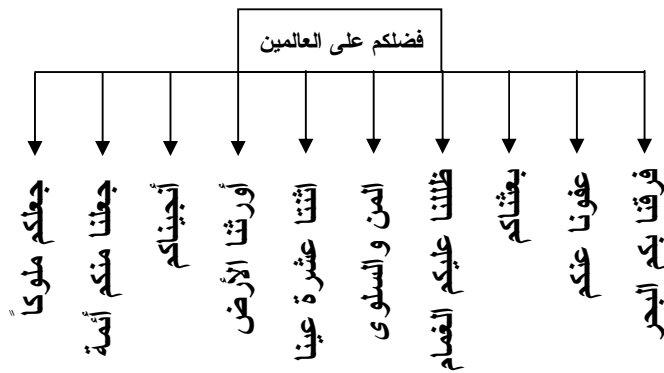 فضلكم على العالمين
فرقنا بكم البحر
عفونا عنكم
بعثناكم
ظللنا عليكم الغمام
المن والسلوى
اثنتا عشرة عينا
أورثنا الأرض
أنجيناكم
جعلنا منكم أئمة
جعلكم ملوكاً